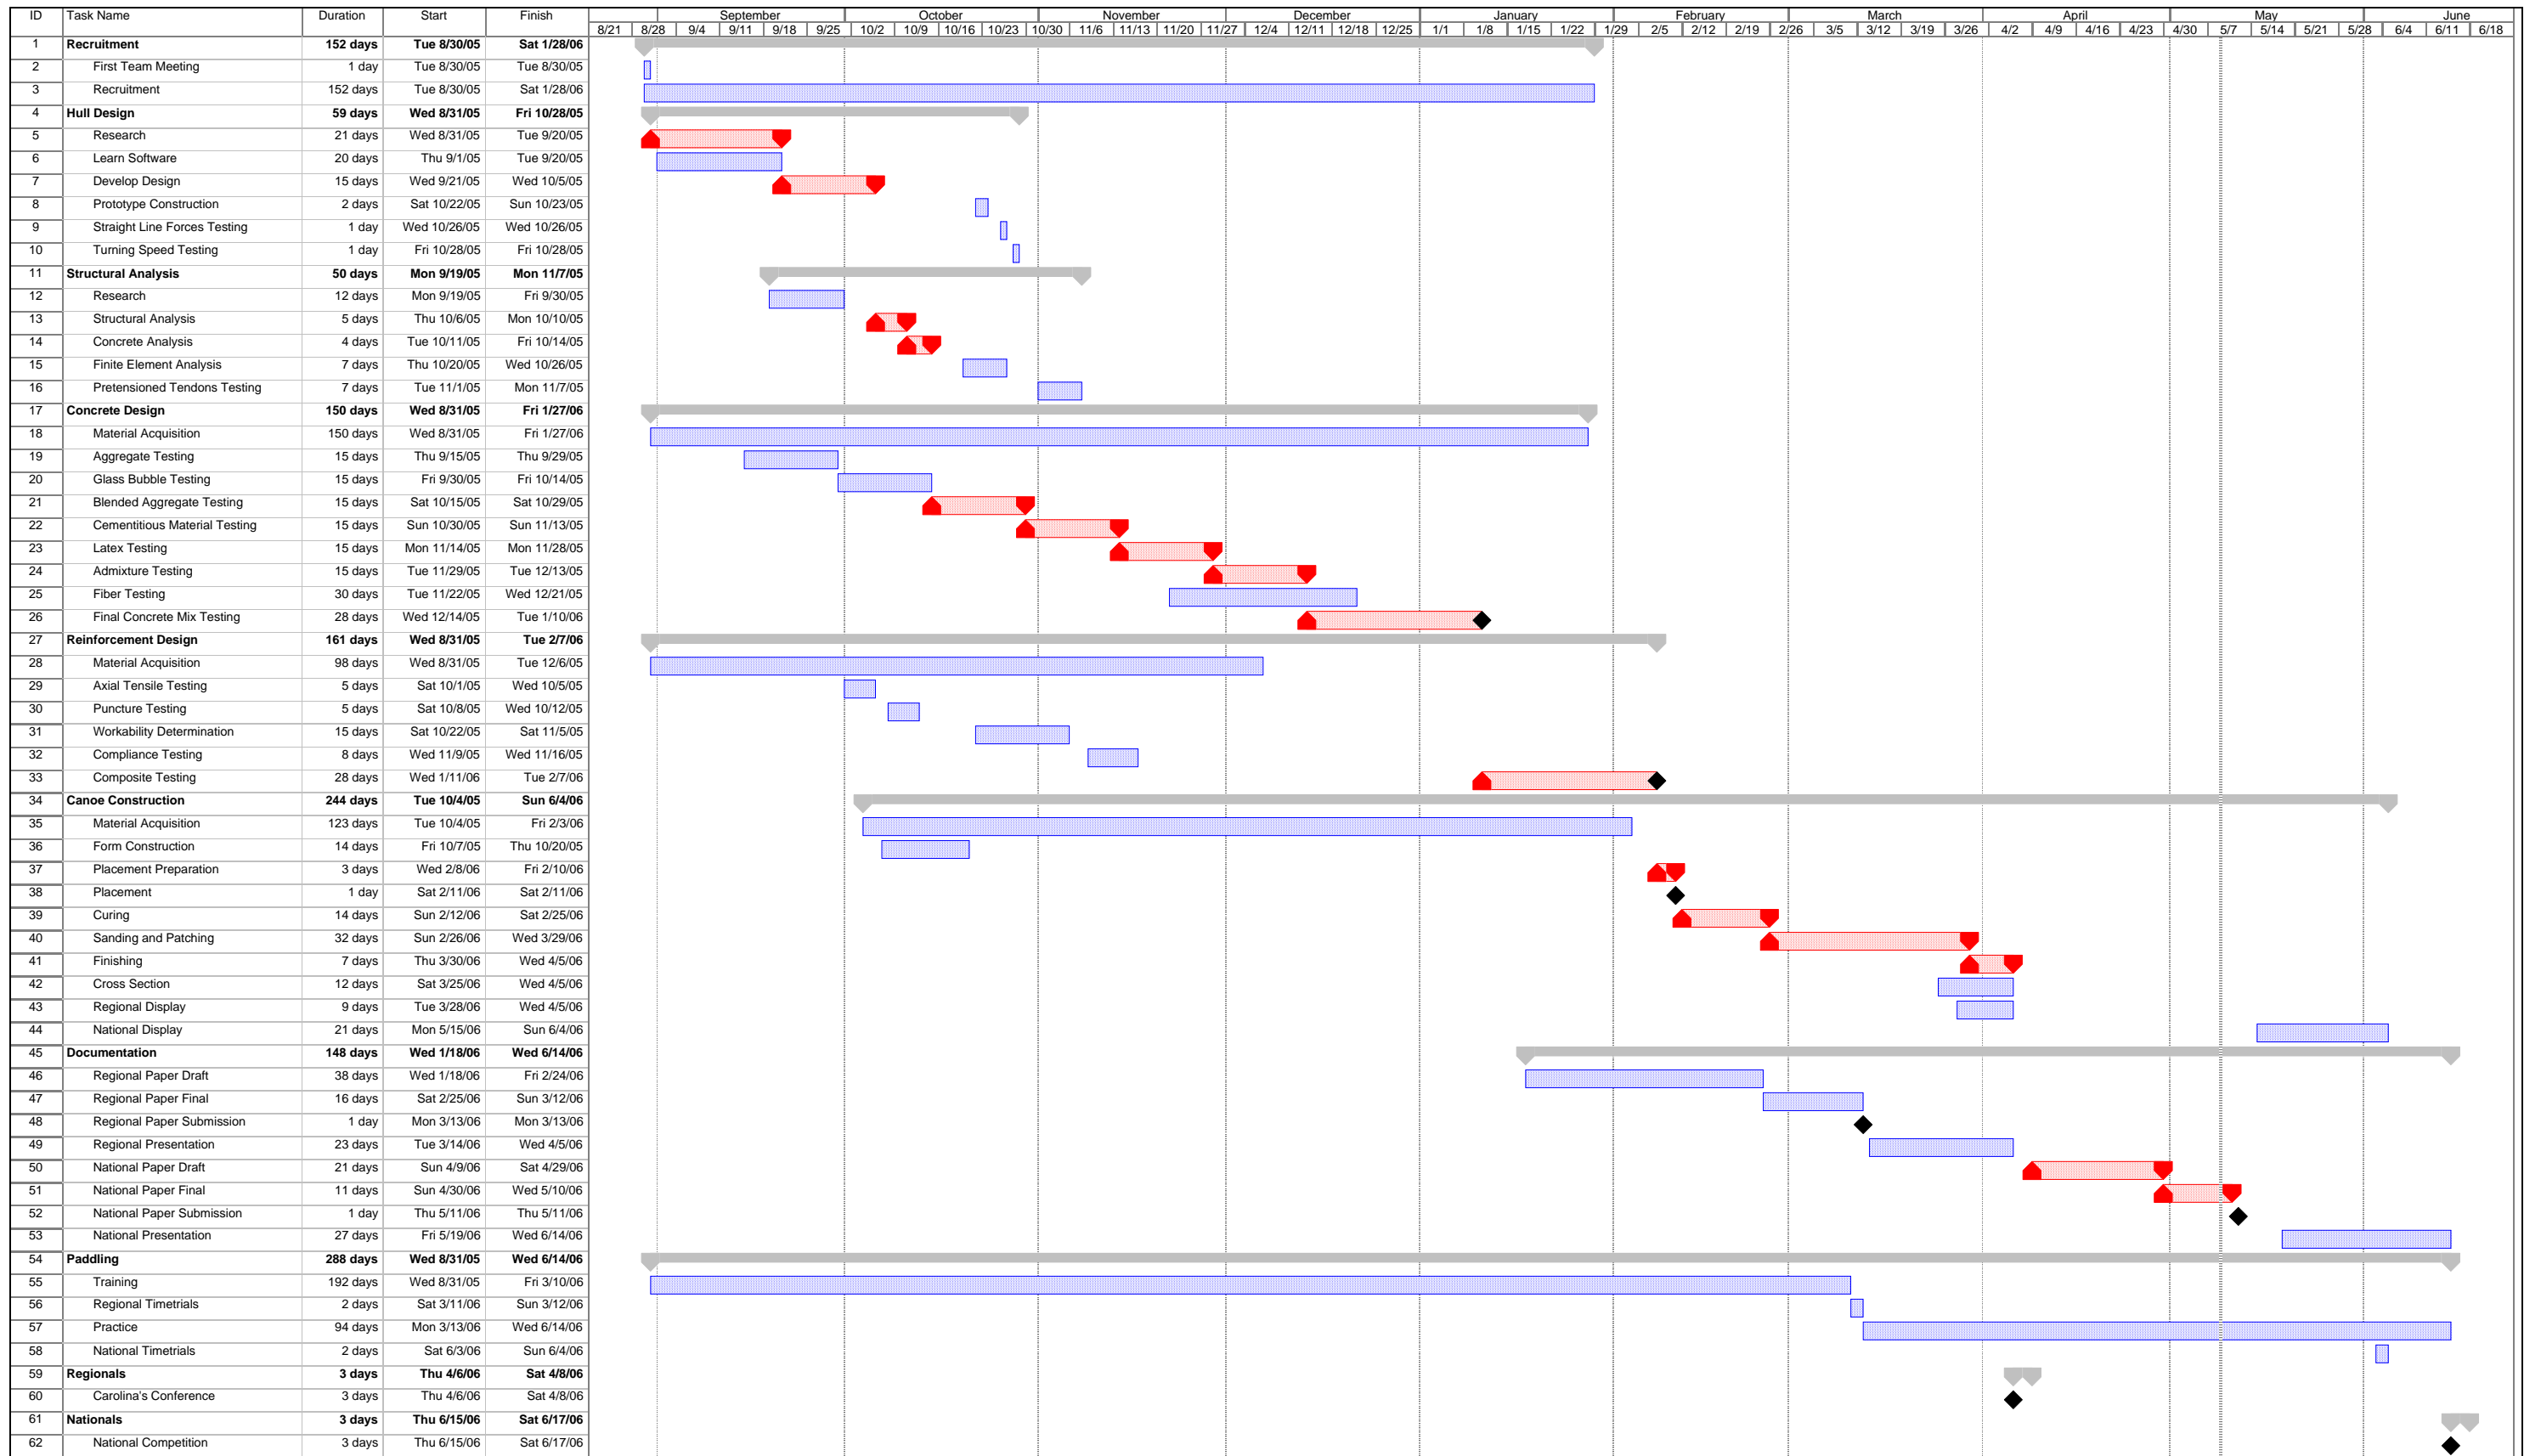 ID Task Name Duration Start Finish September October November December January February March April May June
8/21 8/28 9/4 9/11 9/18 9/25 10/2 10/9 10/16 10/23 10/30 11/6 11/13 11/20 11/27 12/4 12/11 12/18 12/25 1/1 1/8 1/15 1/22 1/29 2/5 2/12 2/19 2/26 3/5 3/12 3/19 3/26 4/2 4/9 4/16 4/23 4/30 5/7 5/14 5/21 5/28 6/4 6/11 6/18
1 Recruitment 152 days Tue 8/30/05 Sat 1/28/06
2 First Team Meeting 1 day Tue 8/30/05 Tue 8/30/05
3 Recruitment 152 days Tue 8/30/05 Sat 1/28/06
4 Hull Design 59 days Wed 8/31/05 Fri 10/28/05
5 Research 21 days Wed 8/31/05 Tue 9/20/05
6 Learn Software 20 days Thu 9/1/05 Tue 9/20/05
7 Develop Design 15 days Wed 9/21/05 Wed 10/5/05
8 Prototype Construction 2 days Sat 10/22/05 Sun 10/23/05
9 Straight Line Forces Testing 1 day Wed 10/26/05 Wed 10/26/05
10 Turning Speed Testing 1 day Fri 10/28/05 Fri 10/28/05
11 Structural Analysis 50 days Mon 9/19/05 Mon 11/7/05
12 Research 12 days Mon 9/19/05 Fri 9/30/05
13 Structural Analysis 5 days Thu 10/6/05 Mon 10/10/05
14 Concrete Analysis 4 days Tue 10/11/05 Fri 10/14/05
15 Finite Element Analysis 7 days Thu 10/20/05 Wed 10/26/05
16 Pretensioned Tendons Testing 7 days Tue 11/1/05 Mon 11/7/05
17 Concrete Design 150 days Wed 8/31/05 Fri 1/27/06
18 Material Acquisition 150 days Wed 8/31/05 Fri 1/27/06
19 Aggregate Testing 15 days Thu 9/15/05 Thu 9/29/05
20 Glass Bubble Testing 15 days Fri 9/30/05 Fri 10/14/05
21 Blended Aggregate Testing 15 days Sat 10/15/05 Sat 10/29/05
22 Cementitious Material Testing 15 days Sun 10/30/05 Sun 11/13/05
23 Latex Testing 15 days Mon 11/14/05 Mon 11/28/05
24 Admixture Testing 15 days Tue 11/29/05 Tue 12/13/05
25 Fiber Testing 30 days Tue 11/22/05 Wed 12/21/05
26 Final Concrete Mix Testing 28 days Wed 12/14/05 Tue 1/10/06
27 Reinforcement Design 161 days Wed 8/31/05 Tue 2/7/06
28 Material Acquisition 98 days Wed 8/31/05 Tue 12/6/05
29 Axial Tensile Testing 5 days Sat 10/1/05 Wed 10/5/05
30 Puncture Testing 5 days Sat 10/8/05 Wed 10/12/05
31 Workability Determination 15 days Sat 10/22/05 Sat 11/5/05
32 Compliance Testing 8 days Wed 11/9/05 Wed 11/16/05
33 Composite Testing 28 days Wed 1/11/06 Tue 2/7/06
34 Canoe Construction 244 days Tue 10/4/05 Sun 6/4/06
35 Material Acquisition 123 days Tue 10/4/05 Fri 2/3/06
36 Form Construction 14 days Fri 10/7/05 Thu 10/20/05
37 Placement Preparation 3 days Wed 2/8/06 Fri 2/10/06
38 Placement 1 day Sat 2/11/06 Sat 2/11/06
39 Curing 14 days Sun 2/12/06 Sat 2/25/06
40 Sanding and Patching 32 days Sun 2/26/06 Wed 3/29/06
41 Finishing 7 days Thu 3/30/06 Wed 4/5/06
42 Cross Section 12 days Sat 3/25/06 Wed 4/5/06
43 Regional Display 9 days Tue 3/28/06 Wed 4/5/06
44 National Display 21 days Mon 5/15/06 Sun 6/4/06
45 Documentation 148 days Wed 1/18/06 Wed 6/14/06
46 Regional Paper Draft 38 days Wed 1/18/06 Fri 2/24/06
47 Regional Paper Final 16 days Sat 2/25/06 Sun 3/12/06
48 Regional Paper Submission 1 day Mon 3/13/06 Mon 3/13/06
49 Regional Presentation 23 days Tue 3/14/06 Wed 4/5/06
50 National Paper Draft 21 days Sun 4/9/06 Sat 4/29/06
51 National Paper Final 11 days Sun 4/30/06 Wed 5/10/06
52 National Paper Submission 1 day Thu 5/11/06 Thu 5/11/06
53 National Presentation 27 days Fri 5/19/06 Wed 6/14/06
54 Paddling 288 days Wed 8/31/05 Wed 6/14/06
55 Training 192 days Wed 8/31/05 Fri 3/10/06
56 Regional Timetrials 2 days Sat 3/11/06 Sun 3/12/06
57 Practice 94 days Mon 3/13/06 Wed 6/14/06
58 National Timetrials 2 days Sat 6/3/06 Sun 6/4/06
59 Regionals 3 days Thu 4/6/06 Sat 4/8/06
60 Carolina's Conference 3 days Thu 4/6/06 Sat 4/8/06
61 Nationals 3 days Thu 6/15/06 Sat 6/17/06
62 National Competition 3 days Thu 6/15/06 Sat 6/17/06